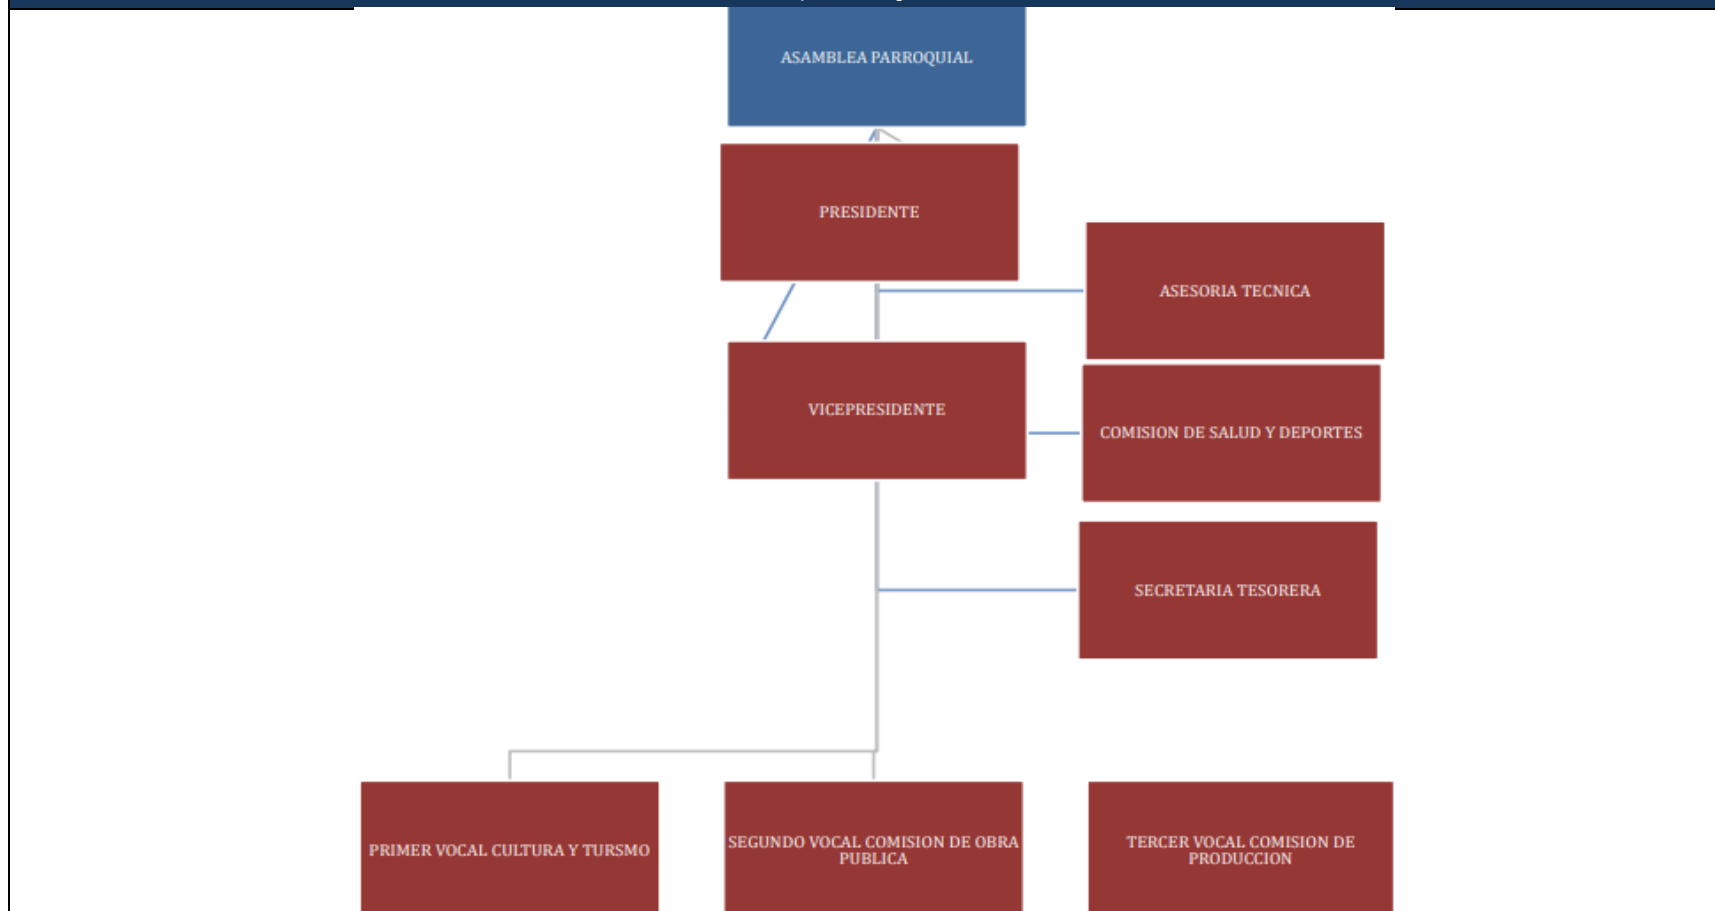 ASAMBLEA PARROQUIAL
PRESIDENTE
ASESORIA TECNICA
VICEPRESIDENTE
COMISION DE SALUD Y DEPORTES
SECRETARIA TESORERA
PRIMER VOCAL CULTURA Y TURSMO
SEGUNDO VOCAL COMISION DE OBRA
PUBLICA
TERCER VOCAL COMISION DE
PRODUCCION